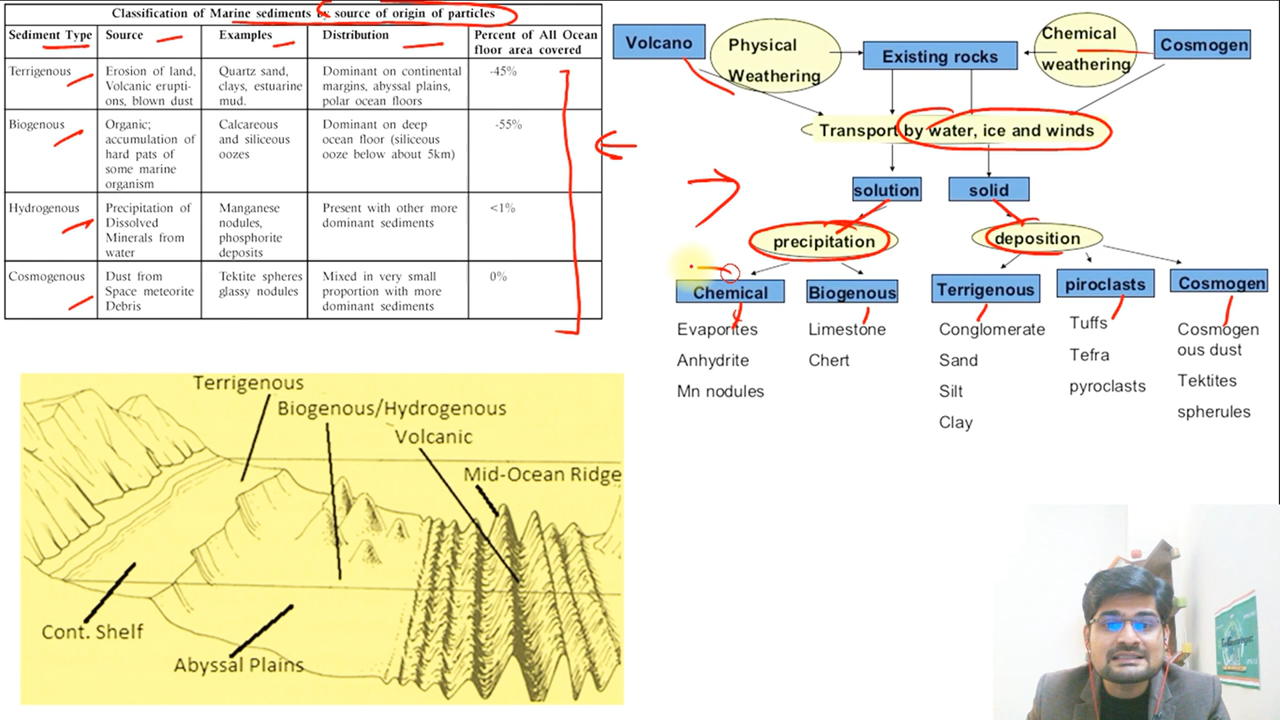 Classification of Marine sediments by source of origin of particles
Sediment Type Source Examples Distribution Percent of All Ocean
floor area covered
Terrigenous Erosion of land, Quartz sand, Dominant on continental -45%
Volcanic erupti- clays, estuarine margins, abyssal plains,
ons, blown dust mud. polar ocean floors
Biogenous Organic; Calcareous Dominant on deep -55%
accumulation of and siliceous ocean floor (siliceous
hard pats of oozes ooze below about 5km)
some marine
organism
Hydrogenous Precipitation of Manganese Present with other more <1%
Dissolved nodules, dominant sediments
Minerals from phosphorite
water deposits
Cosmogenous Dust from Tektite spheres Mixed in very small 0%
Space meteorite glassy nodules proportion with more
Debris dominant sediments
Volcano
Physical
Weathering
Existing rocks
Chemical
weathering
Cosmogen
Transport by water, ice and winds
solution
solid
precipitation
deposition
Chemical
Biogenous
Terrigenous
piroclasts
Cosmogen
Evaporites
Anhydrite
Mn nodules
Limestone
Chert
Conglomerate
Sand
Silt
Clay
Tuffs
Tefra
pyroclasts
Cosmogen
ous dust
Tektites
spherules
Terrigenous
Biogenous/Hydrogenous
Volcanic
Mid-Ocean Ridge
Cont. Shelf
Abyssal Plains